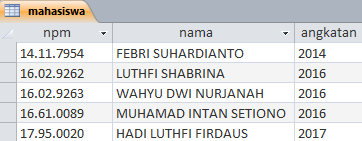 mahasiswa
npm nama angkatan
14.11.7954 FEBRI SUHARDIANTO 2014
16.02.9262 LUTHFI SHABRINA 2016
16.02.9263 WAHYU DWI NURJANAH 2016
16.61.0089 MUHAMAD INTAN SETIONO 2016
17.95.0020 HADI LUTHFI FIRDAUS 2017